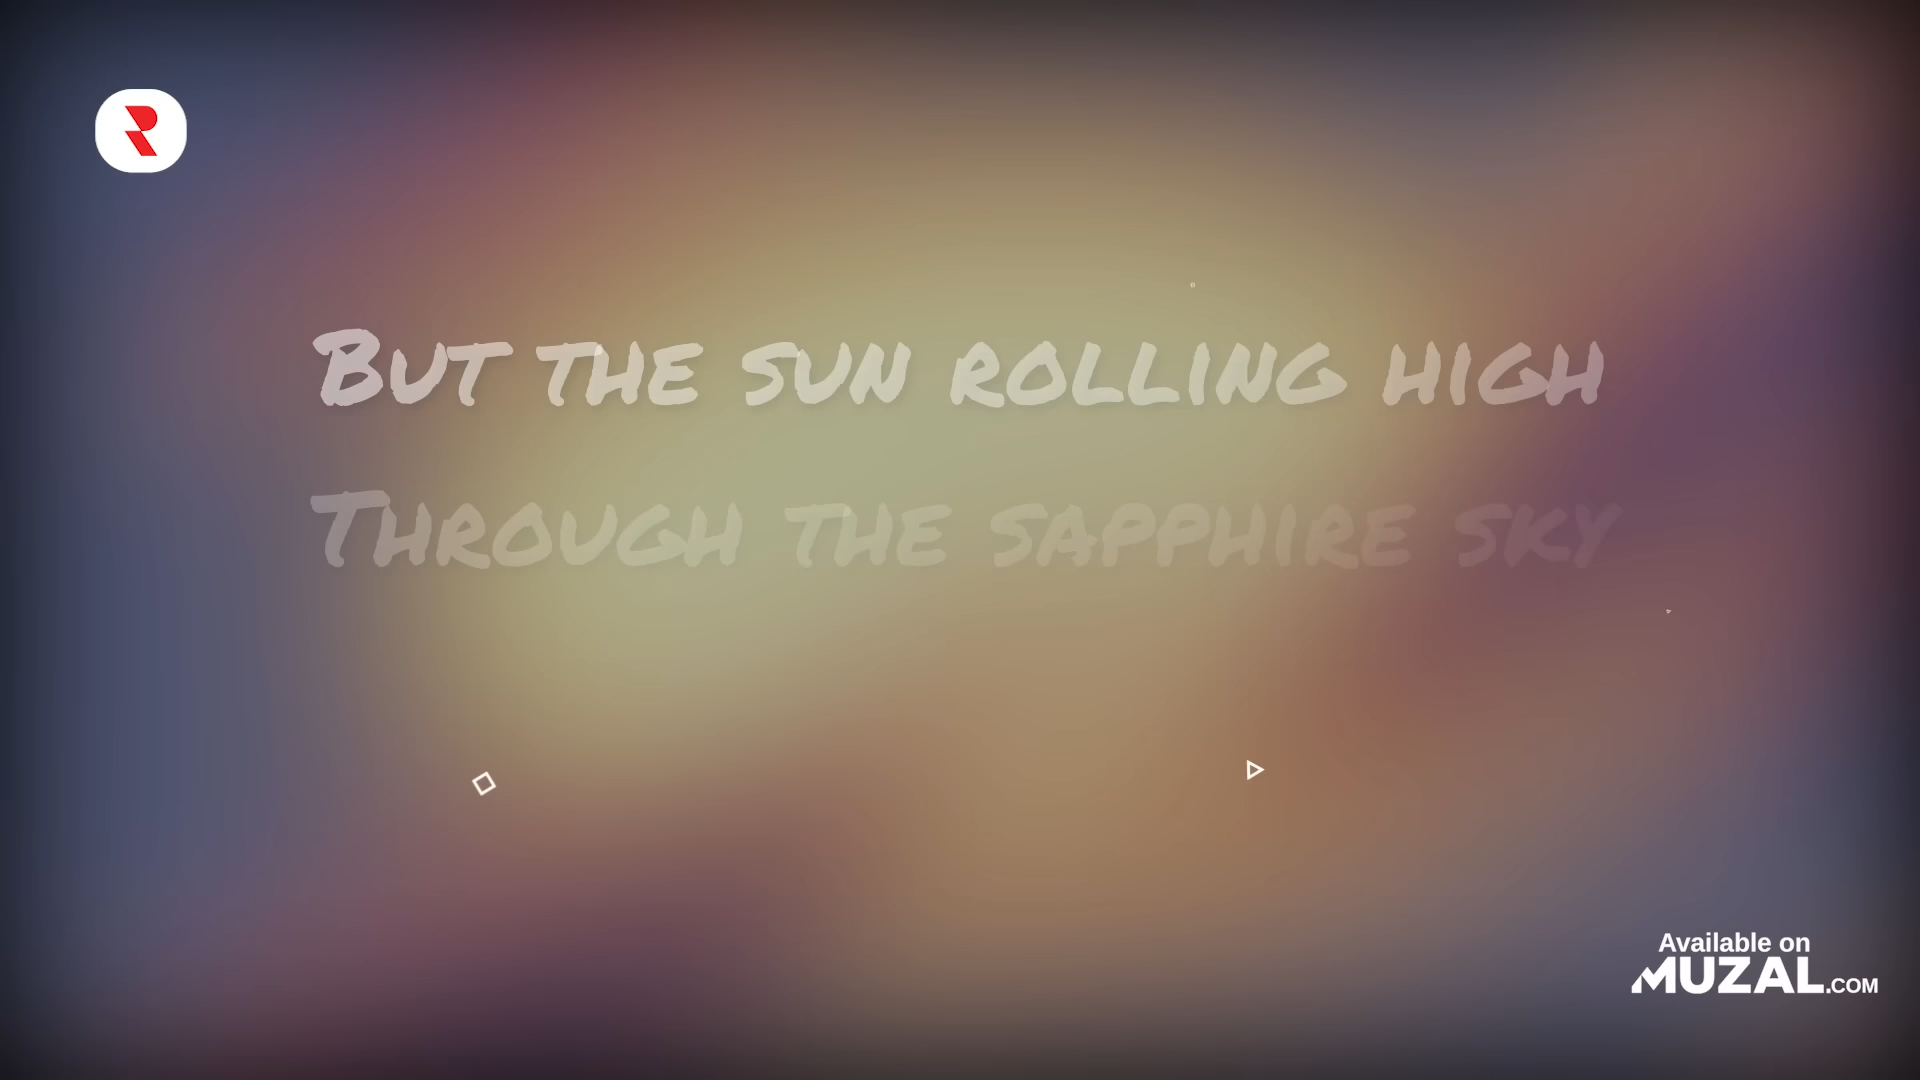 R
But the sun rolling high
Through the sapphire sky
Available on
MUZAL.COM